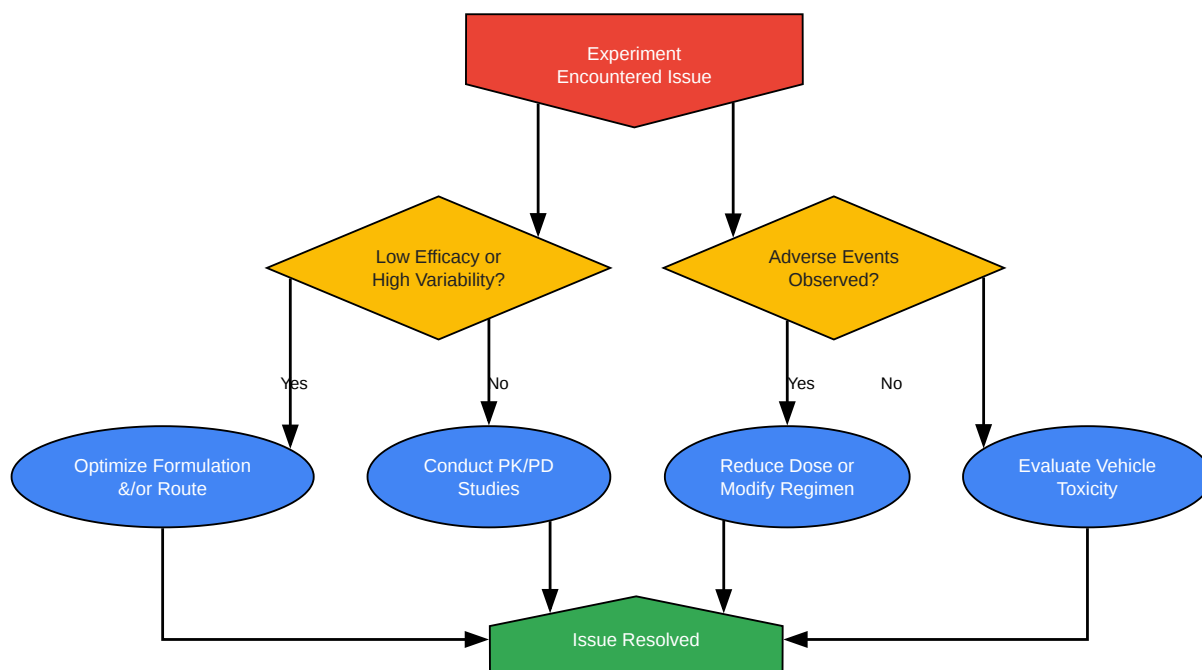 Experiment
Encountered Issue
Low Efficacy or
High Variability?
Adverse Events
Observed?
Yes
No
Yes
No
Optimize Formulation
&/or Route
Conduct PK/PD
Studies
Reduce Dose or
Modify Regimen
Evaluate Vehicle
Toxicity
Issue Resolved